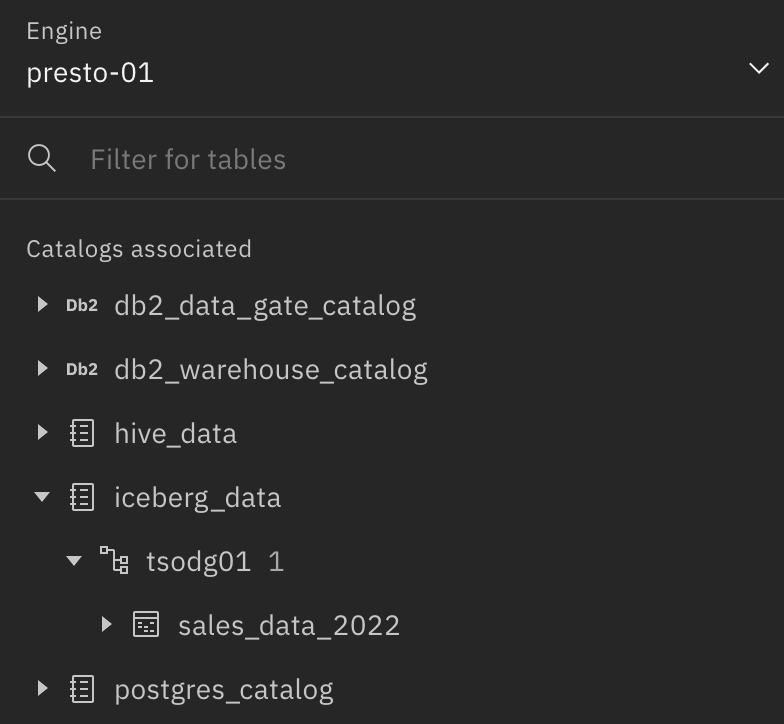 Engine
presto-01
Filter for tables
Catalogs associated
Db2 db2_data_gate_catalog
Db2 db2_warehouse_catalog
hive_data
iceberg_data
tsodg01 1
sales_data_2022
postgres_catalog